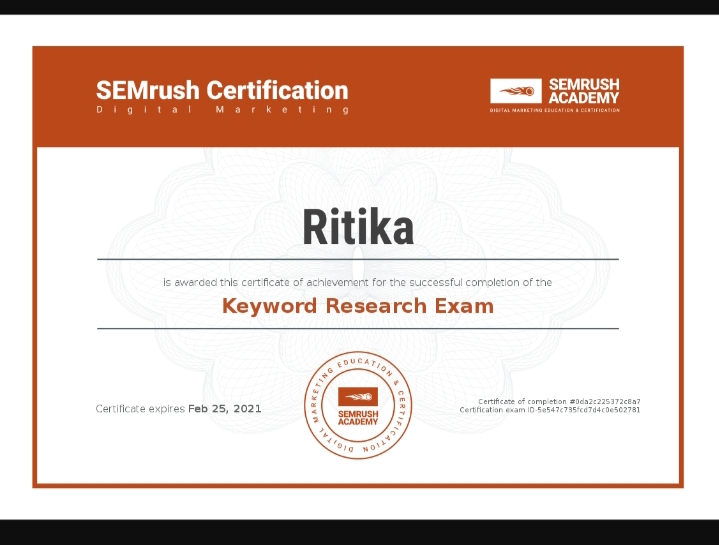 SEMrush Certification
Digital Marketing
SEMRUSH
ACADEMY
DIGITAL MARKETING EDUCATION & CERTIFICATION
Ritika
is awarded this certificate of achievement for the successful completion of the
Keyword Research Exam
Certificate expires Feb 25, 2021
DIGITAL MARKETING EDUCATION & CERTIFICATION
SEMRUSH
ACADEMY
Certificate of completion #0da2c225372c8a7
Certification exam ID-5e547c735fcd7d4c0e502781